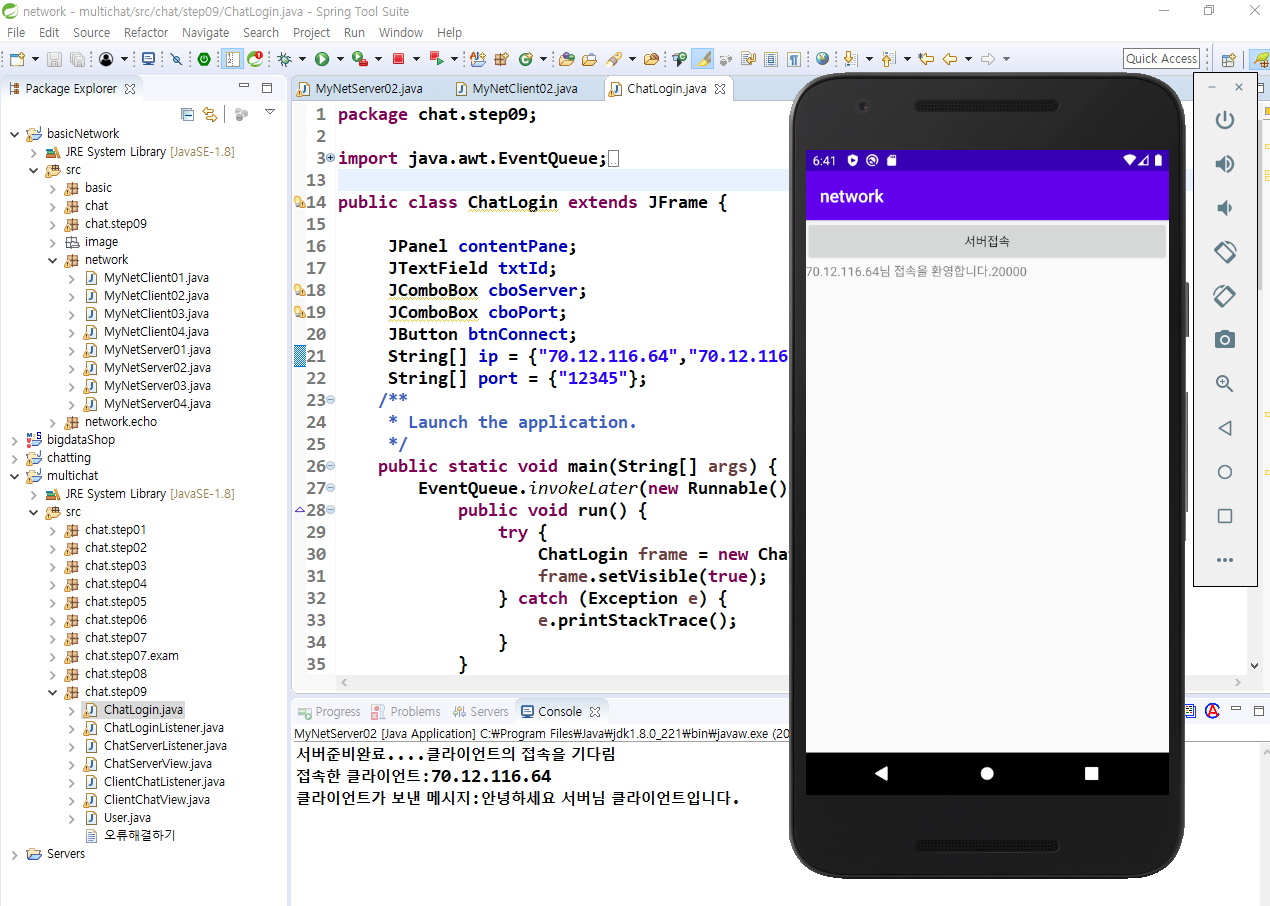 network - multichat/src/chat/step09/ChatLogin.java - Spring Tool Suite
File Edit Source Refactor Navigate Search Project Run Window Help
Quick Access
Package Explorer
basicNetwork
JRE System Library [JavaSE-1.8]
src
basic
chat
chat.step09
image
network
MyNetClient01.java
MyNetClient02.java
MyNetClient03.java
MyNetClient04.java
MyNetServer01.java
MyNetServer02.java
MyNetServer03.java
MyNetServer04.java
network.echo
bigdataShop
chatting
multichat
JRE System Library [JavaSE-1.8]
src
chat.step01
chat.step02
chat.step03
chat.step04
chat.step05
chat.step06
chat.step07
chat.step07.exam
chat.step08
chat.step09
ChatLogin.java
ChatLoginListener.java
ChatServerListener.java
ChatServerView.java
ClientChatListener.java
ClientChatView.java
User.java
오류해결하기
Servers
MyNetServer02.java MyNetClient02.java ChatLogin.java
1 package chat.step09;
2
3 import java.awt.EventQueue;
13
14 public class ChatLogin extends JFrame {
15
16 JPanel contentPane;
17 JTextField txtId;
18 JComboBox cboServer;
19 JComboBox cboPort;
20 JButton btnConnect;
21 String[] ip = {"70.12.116.64","70.12.116
22 String[] port = {"12345"};
23 /**
24 * Launch the application.
25 */
26 public static void main(String[] args) {
27 EventQueue.invokeLater(new Runnable()
28 public void run() {
29 try {
30 ChatLogin frame = new Cha
31 frame.setVisible(true);
32 } catch (Exception e) {
33 e.printStackTrace();
34 }
35 }
Progress Problems Servers Console
MyNetServer02 [Java Application] C:₩Program Files₩Java₩jdk1.8.0_221₩bin₩javaw.exe (20
서버준비완료....클라이언트의 접속을 기다림
접속한 클라이언트:70.12.116.64
클라이언트가 보낸 메시지:안녕하세요 서버님 클라이언트입니다.
6:41
network
서버접속
70.12.116.64님 접속을 환영합니다.20000